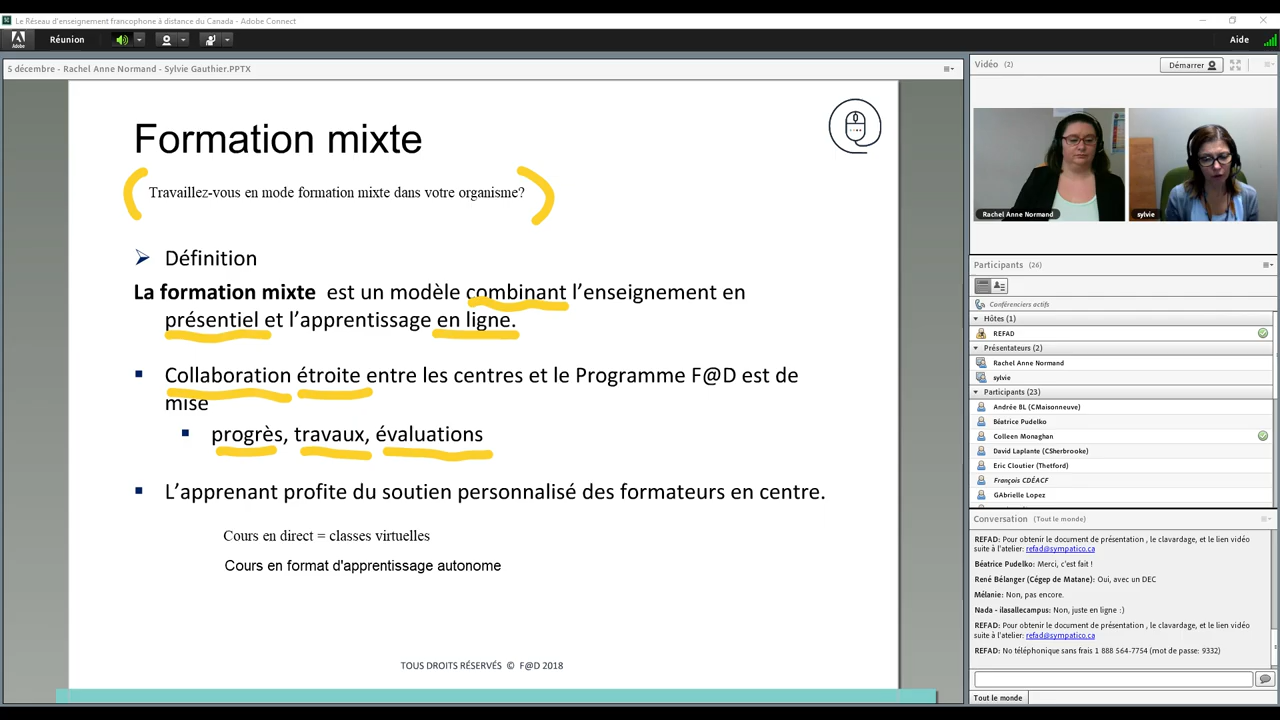 Le Réseau d'enseignement francophone à distance du Canada - Adobe Connect
Adobe
Réunion
Aide
5 décembre - Rachel Anne Normand - Sylvie Gauthier.PPTX
Formation mixte
Travaillez-vous en mode formation mixte dans votre organisme?
Définition
La formation mixte est un modèle combinant l'enseignement en
présentiel et l'apprentissage en ligne.
Collaboration étroite entre les centres et le Programme F@D est de
mise
progrès, travaux, évaluations
L'apprenant profite du soutien personnalisé des formateurs en centre.
Cours en direct = classes virtuelles
Cours en format d'apprentissage autonome
TOUS DROITS RÉSERVÉS © F@D 2018
Vidéo (2)
Démarrer
Rachel Anne Normand
sylvie
Participants (26)
Conférenciers actifs
Hôtes (1)
REFAD
Présentateurs (2)
Rachel Anne Normand
sylvie
Participants (23)
Andrée BL (CMaisonneuve)
Béatrice Pudelko
Colleen Monaghan
David Laplante (CSherbrooke)
Eric Cloutier (Thetford)
François CDÉACF
GAbrielle Lopez
Conversation (Tout le monde)
REFAD: Pour obtenir le document de présentation , le clavardage, et le lien vidéo
suite à l'atelier: refad@sympatico.ca
Béatrice Pudelko: Merci, c'est fait !
René Bélanger (Cégep de Matane): Oui, avec un DEC
Mélanie: Non, pas encore.
Nada - ilasallecampus: Non, juste en ligne :)
REFAD: Pour obtenir le document de présentation , le clavardage, et le lien vidéo
suite à l'atelier: refad@sympatico.ca
REFAD: No téléphonique sans frais 1 888 564-7754 (mot de passe: 9332)
Tout le monde